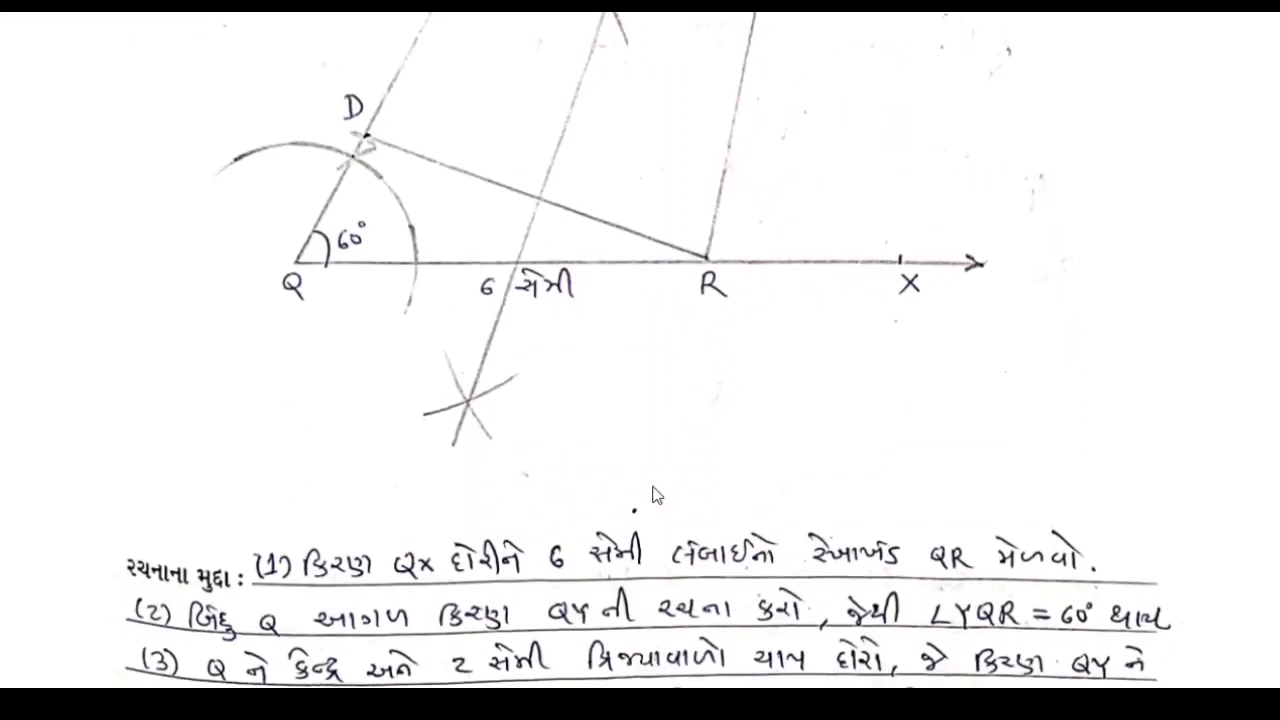 D
60°
Q
6 સેમી
R
X
રચનાના મુદ્દા : (1) કિરણ QX દોરીને 6 સેમી લંબાઈનો રેખાખંડ QR મેળવો.
(2) બિંદુ Q આગળ કિરણ QY ની રચના કરો, જેથી ∠YQR = 60° થાય
(3) Q ને કેન્દ્ર અને 2 સેમી ત્રિજ્યાવાળો ચાપ દોરો, જે કિરણ QY ને